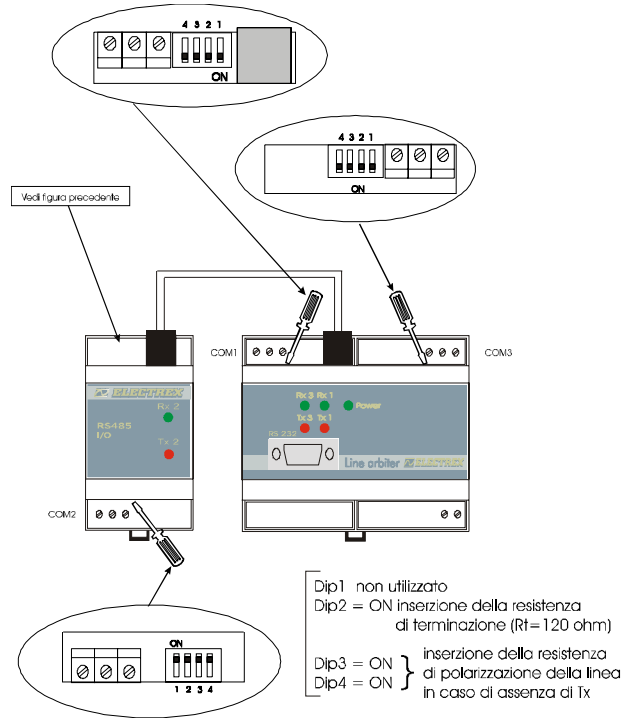 4 3 2 1
ON
4 3 2 1
ON
Vedi figura precedente
COM1
COM3
ELECTREX
Rx 2
RS485
I/O
Tx 2
Rx 3 Rx 1
Power
Tx 3 Tx 1
RS 232
Line arbiter ELECTREX
COM2
ON
1 2 3 4
Dip1 non utilizzato
Dip2 = ON inserzione della resistenza
di terminazione (Rt=120 ohm)
Dip3 = ON
Dip4 = ON
inserzione della resistenza
di polarizzazione della linea
in caso di assenza di Tx